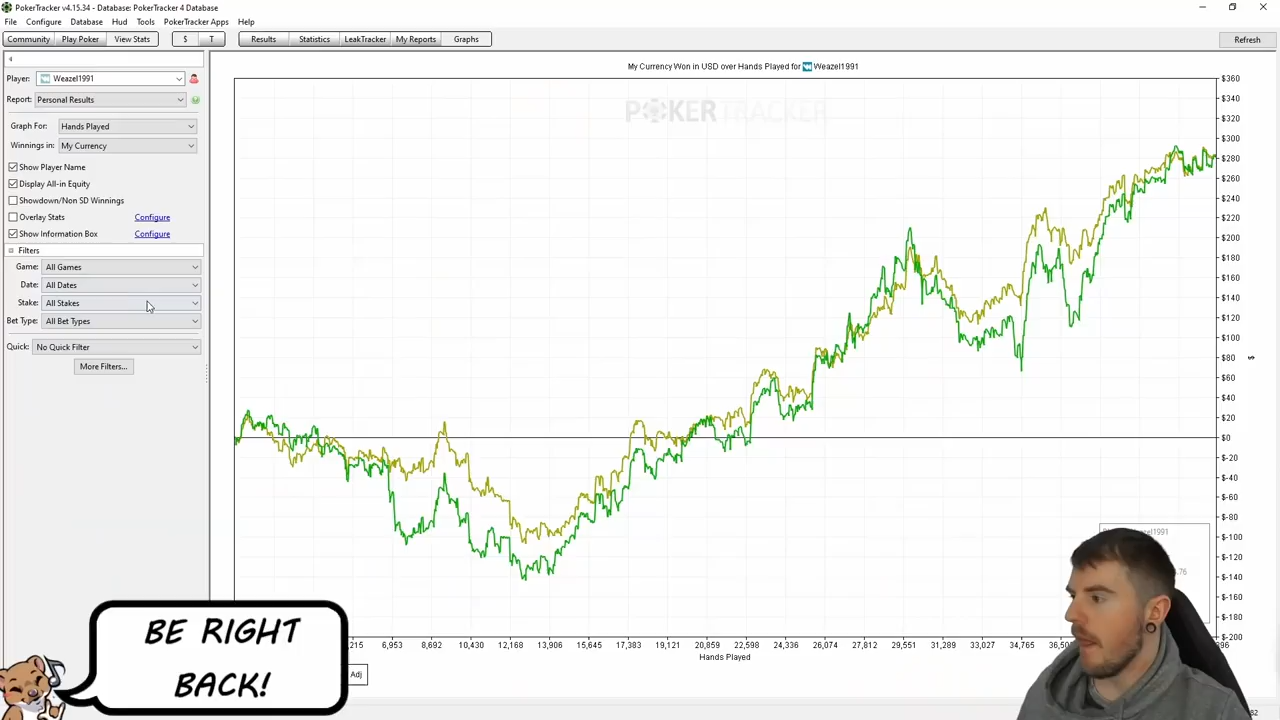 PokerTracker v4.15.34 - Database: PokerTracker 4 Database
File Configure Database Hud Tools PokerTracker Apps Help
Community Play Poker View Stats $ T Results Statistics LeakTracker My Reports Graphs Refresh
Player: Weazel1991
Report: Personal Results
Graph For: Hands Played
Winnings in: My Currency
Show Player Name
Display All-in Equity
Showdown/Non SD Winnings
Overlay Stats Configure
Show Information Box Configure
Filters
Game: All Games
Date: All Dates
Stake: All Stakes
Bet Type: All Bet Types
Quick: No Quick Filter
More Filters...
My Currency Won in USD over Hands Played for Weazel1991
POKERTRACKER
$360
$340
$320
$300
$280
$260
$240
$220
$200
$180
$160
$140
$120
$100
$80
$60
$40
$20
$0
$-20
$-40
$-60
$-80
$-100
$-120
$-140
$-160
$-180
$-200
$
215 6,953 8,692 10,430 12,168 13,906 15,645 17,383 19,121 20,859 22,598 24,336 26,074 27,812 29,551 31,289 33,027 34,765 36,50
Hands Played
Adj
BE RIGHT
BACK!